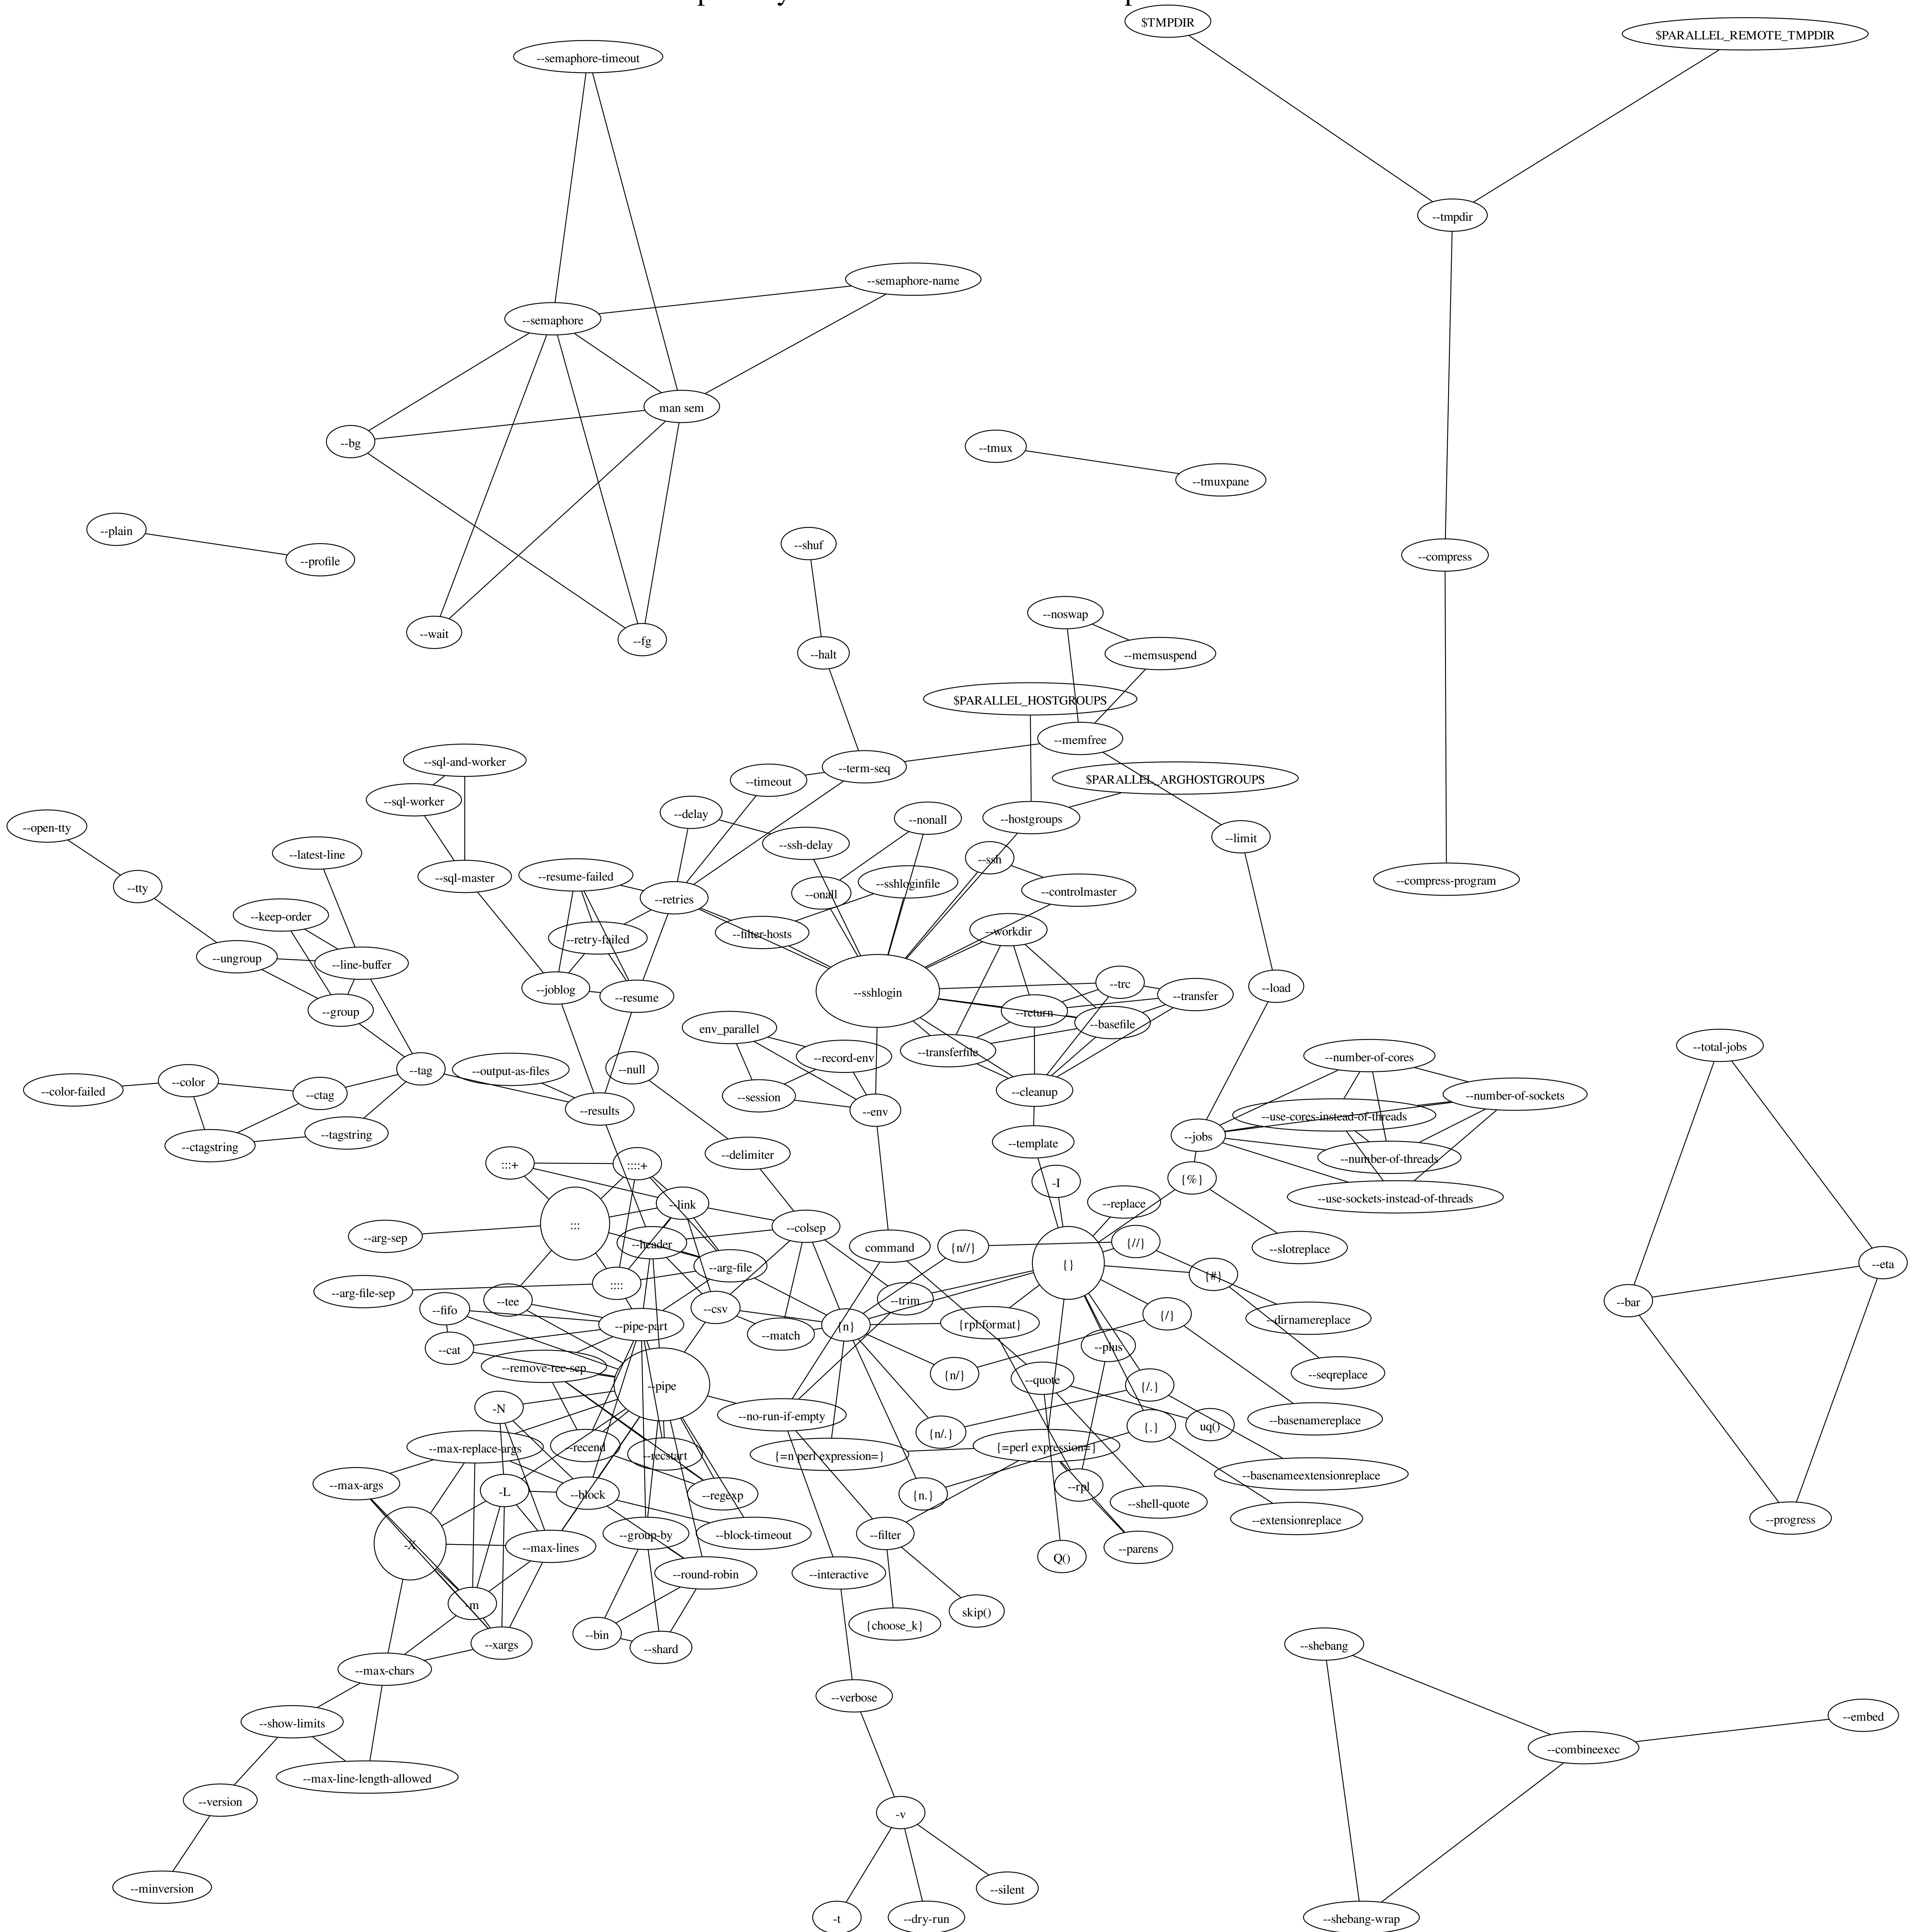 $TMPDIR
$PARALLEL_REMOTE_TMPDIR
--semaphore-timeout
--tmpdir
--semaphore-name
--semaphore
man sem
--bg
--tmux
--tmuxpane
--plain
--profile
--shuf
--compress
--wait
--fg
--noswap
--halt
--memsuspend
$PARALLEL_HOSTGROUPS
--memfree
--sql-and-worker
--term-seq
--timeout
$PARALLEL_ARGHOSTGROUPS
--sql-worker
--delay
--nonall
--hostgroups
--open-tty
--ssh-delay
--limit
--latest-line
--ssh
--sql-master
--resume-failed
--sshloginfile
--compress-program
--tty
--onall
--controlmaster
--retries
--keep-order
--filter-hosts
--workdir
--retry-failed
--ungroup
--line-buffer
--trc
--load
--joblog
--sshlogin
--resume
--transfer
--group
--return
--basefile
env_parallel
--transferfile
--record-env
--number-of-cores
--total-jobs
--null
--output-as-files
--tag
--color
--color-failed
--ctag
--session
--cleanup
--number-of-sockets
--results
--env
--use-cores-instead-of-threads
--tagstring
--jobs
--ctagstring
--template
--delimiter
--number-of-threads
:::+
::::+
-I
{%}
--use-sockets-instead-of-threads
--replace
--link
:::
--colsep
--arg-sep
--header
command
{n//}
{//}
--slotreplace
--arg-file
{}
--eta
{#}
::::
--arg-file-sep
--tee
--trim
--bar
--fifo
--csv
{/}
--dirnamereplace
--pipe-part
{n}
{rpl:format}
--match
--cat
--plus
--remove-rec-sep
{n/}
--seqreplace
--quote
--pipe
{/.}
-N
--no-run-if-empty
--basenamereplace
{.}
uq()
{n/.}
--max-replace-args
--recend
{=perl expression=}
--recstart
{=n perl expression=}
--basenameextensionreplace
--max-args
--rpl
-L
--block
--regexp
{n.}
--shell-quote
--extensionreplace
--progress
--group-by
--block-timeout
--filter
-X
--max-lines
--parens
Q()
--round-robin
--interactive
-m
skip()
{choose_k}
--bin
--xargs
--shard
--shebang
--max-chars
--verbose
--embed
--show-limits
--combineexec
--max-line-length-allowed
--version
-v
--minversion
--silent
-t
--dry-run
--shebang-wrap